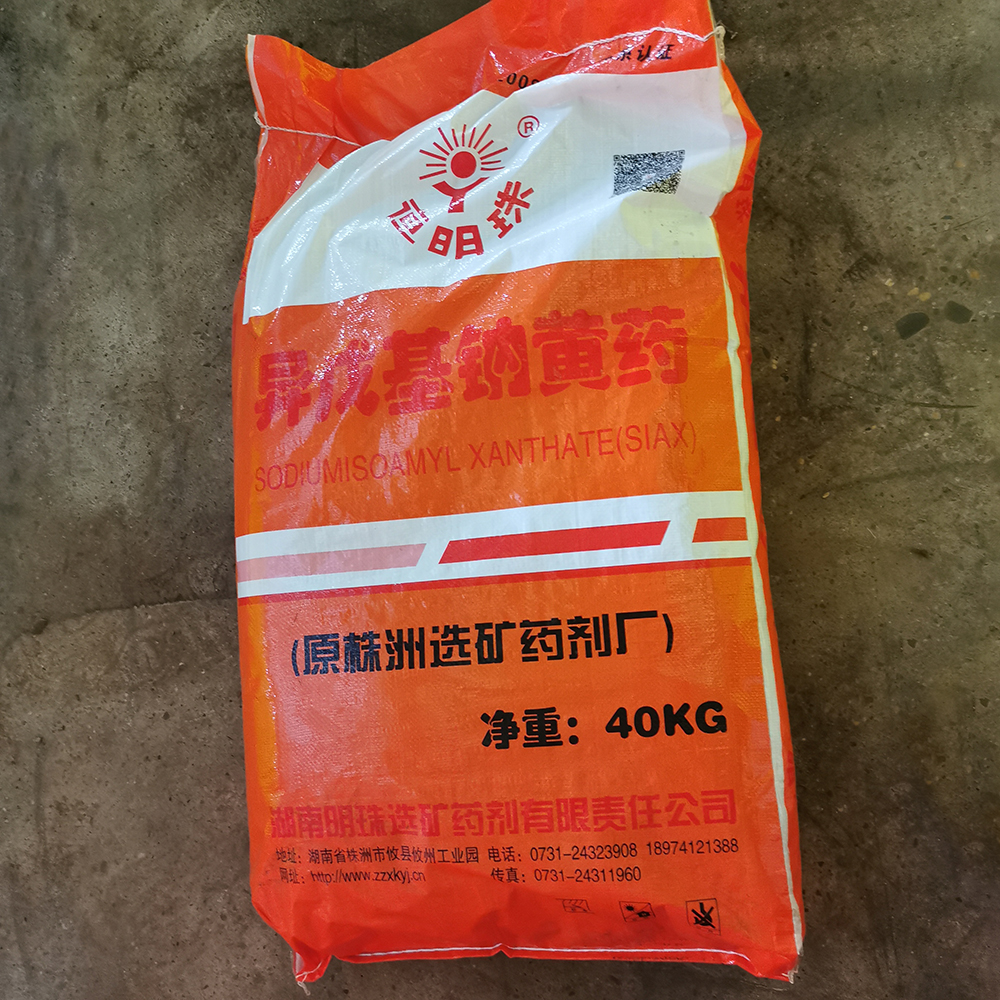 认证
®
明珠
异戊基钠黄药
SODIUMISOAMYL XANTHATE(SIAX)
(原株洲选矿药剂厂)
净重：40KG
湖南明珠选矿药剂有限责任公司
地址：湖南省株洲市攸县攸州工业园 电话：0731-24323908 18974121388
网址：http://www.zzxkyj.cn 传真：0731-24311960